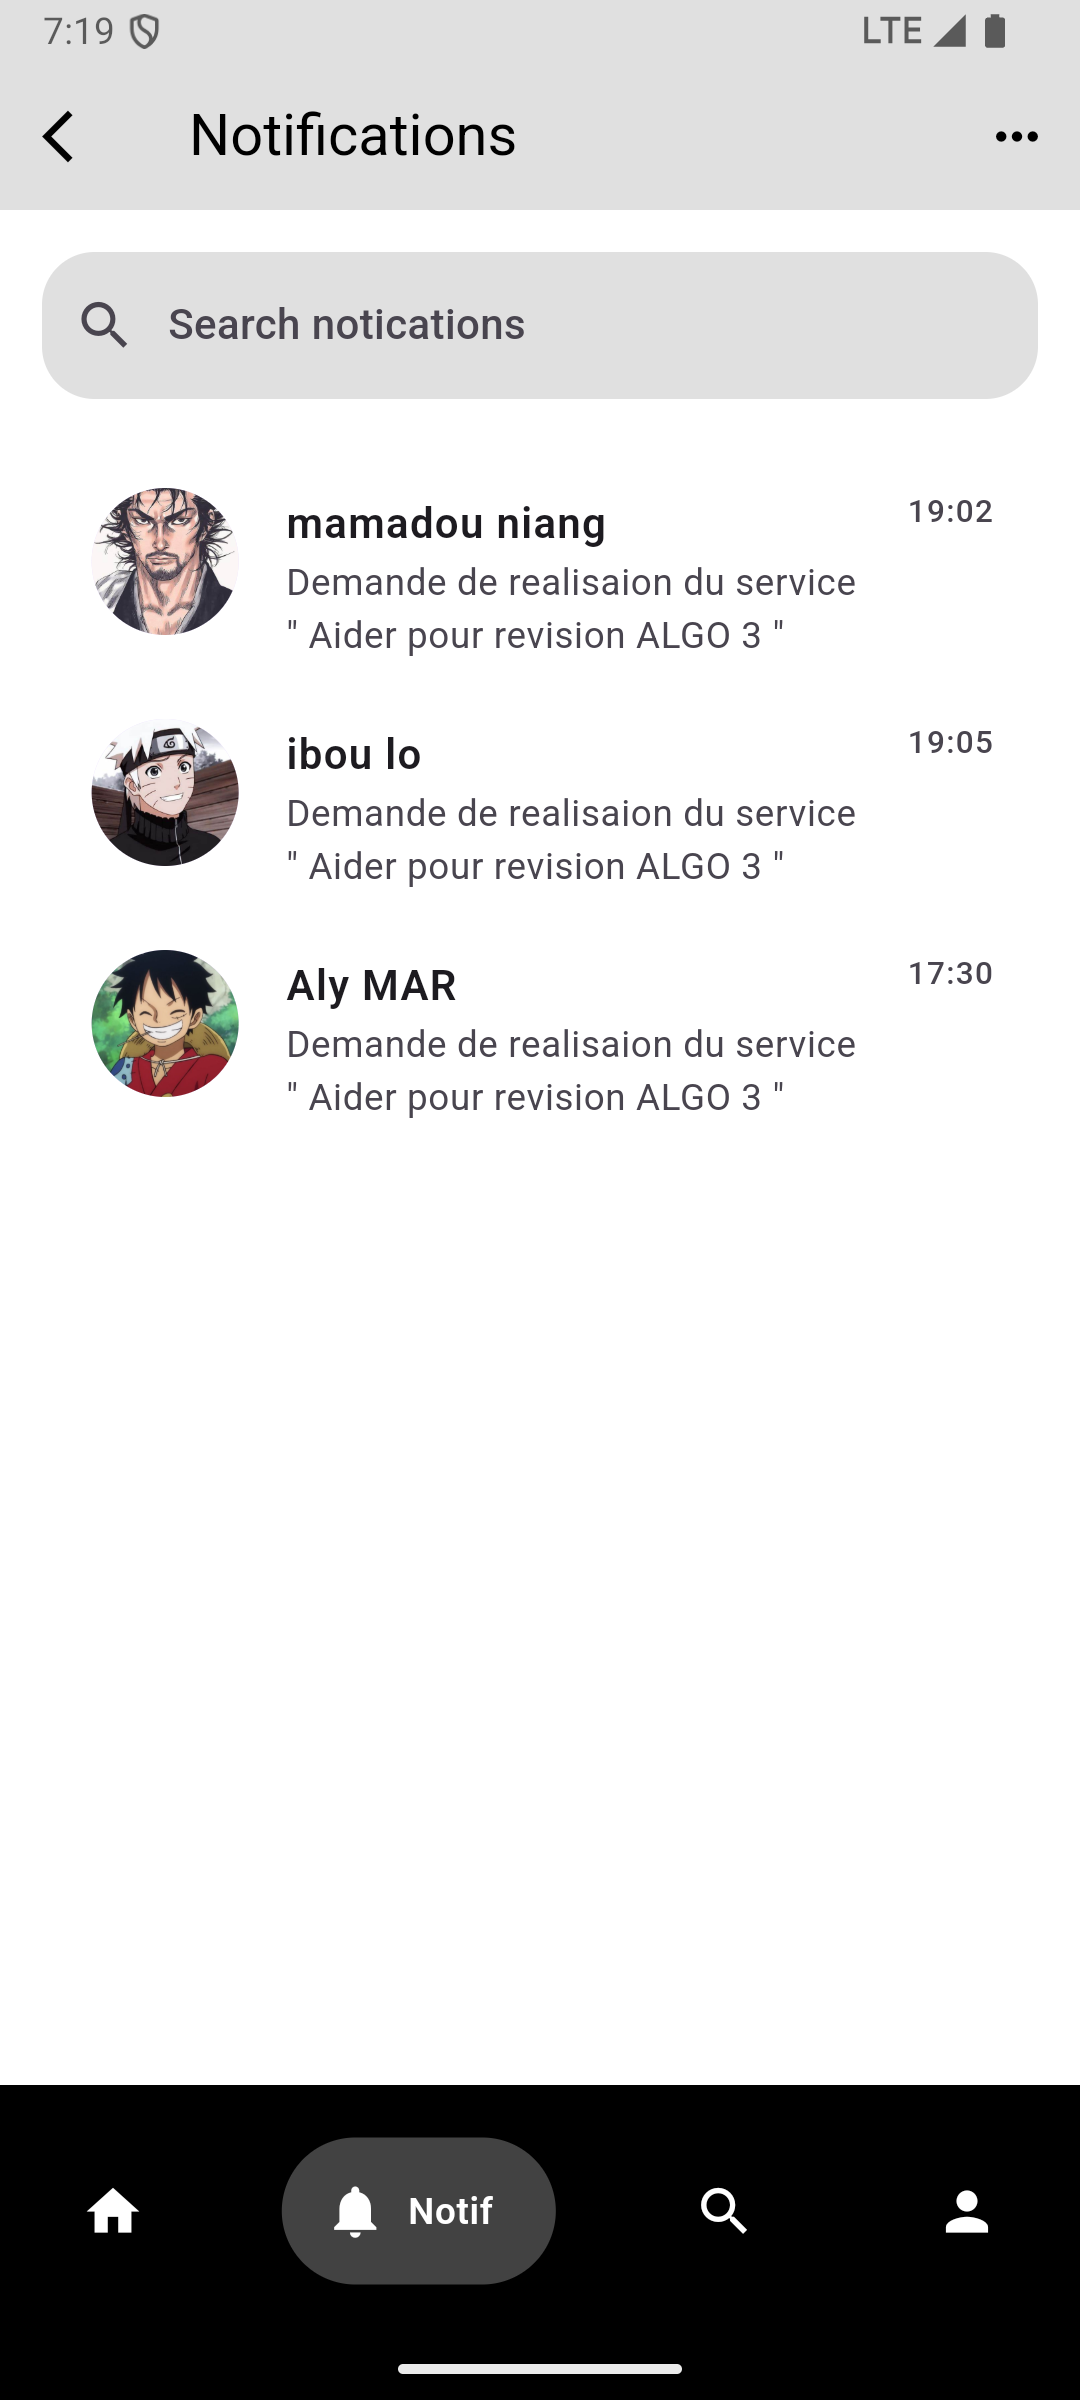 7:19
LTE
Notifications
Search notications
mamadou niang
19:02
Demande de realisaion du service
" Aider pour revision ALGO 3 "
ibou lo
19:05
Demande de realisaion du service
" Aider pour revision ALGO 3 "
Aly MAR
17:30
Demande de realisaion du service
" Aider pour revision ALGO 3 "
Notif